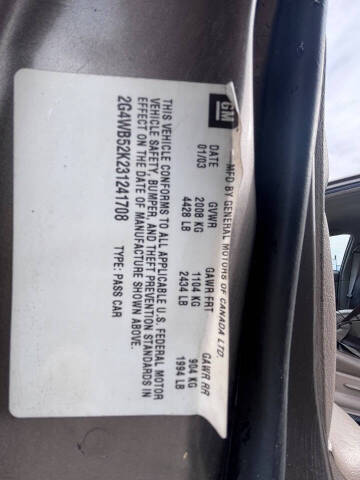 GM
MFD BY GENERAL MOTORS OF CANADA LTD.
DATE GVWR GAWR FRT GAWR RR
01/03 2008 KG 1104 KG 904 KG
4428 LB 2434 LB 1994 LB
THIS VEHICLE CONFORMS TO ALL APPLICABLE U.S. FEDERAL MOTOR
VEHICLE SAFETY, BUMPER, AND THEFT PREVENTION STANDARDS IN
EFFECT ON THE DATE OF MANUFACTURE SHOWN ABOVE.
2G4WB52K231241708 TYPE: PASS CAR